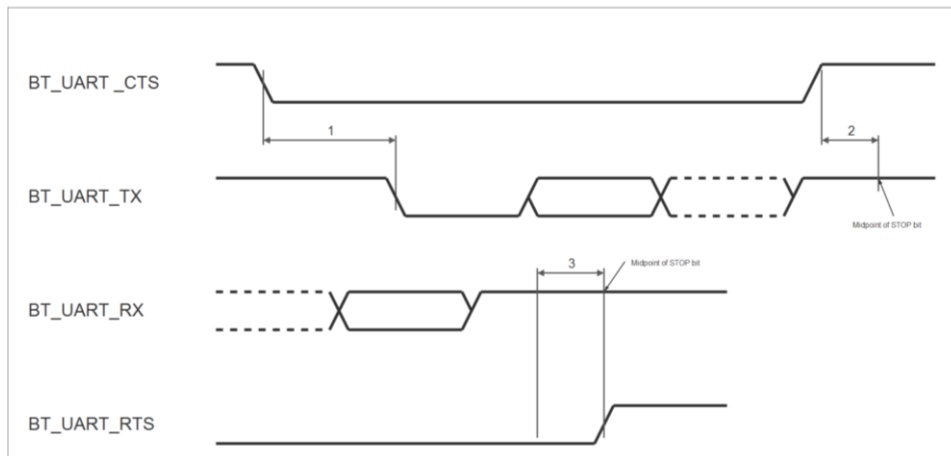 BT_UART _CTS
1
2
BT_UART_TX
Midpoint of STOP bit
3
Midpoint of STOP bit
BT_UART_RX
BT_UART_RTS